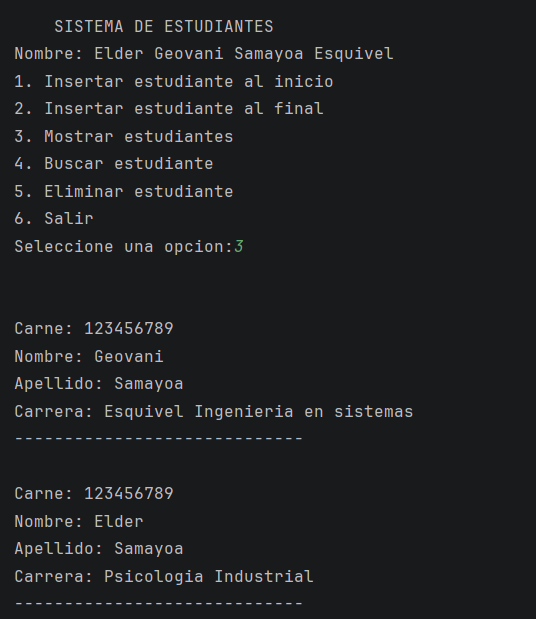 SISTEMA DE ESTUDIANTES
Nombre: Elder Geovani Samayoa Esquivel
1. Insertar estudiante al inicio
2. Insertar estudiante al final
3. Mostrar estudiantes
4. Buscar estudiante
5. Eliminar estudiante
6. Salir
Seleccione una opcion:3
Carne: 123456789
Nombre: Geovani
Apellido: Samayoa
Carrera: Esquivel Ingenieria en sistemas
-----------------------------
Carne: 123456789
Nombre: Elder
Apellido: Samayoa
Carrera: Psicologia Industrial
-----------------------------